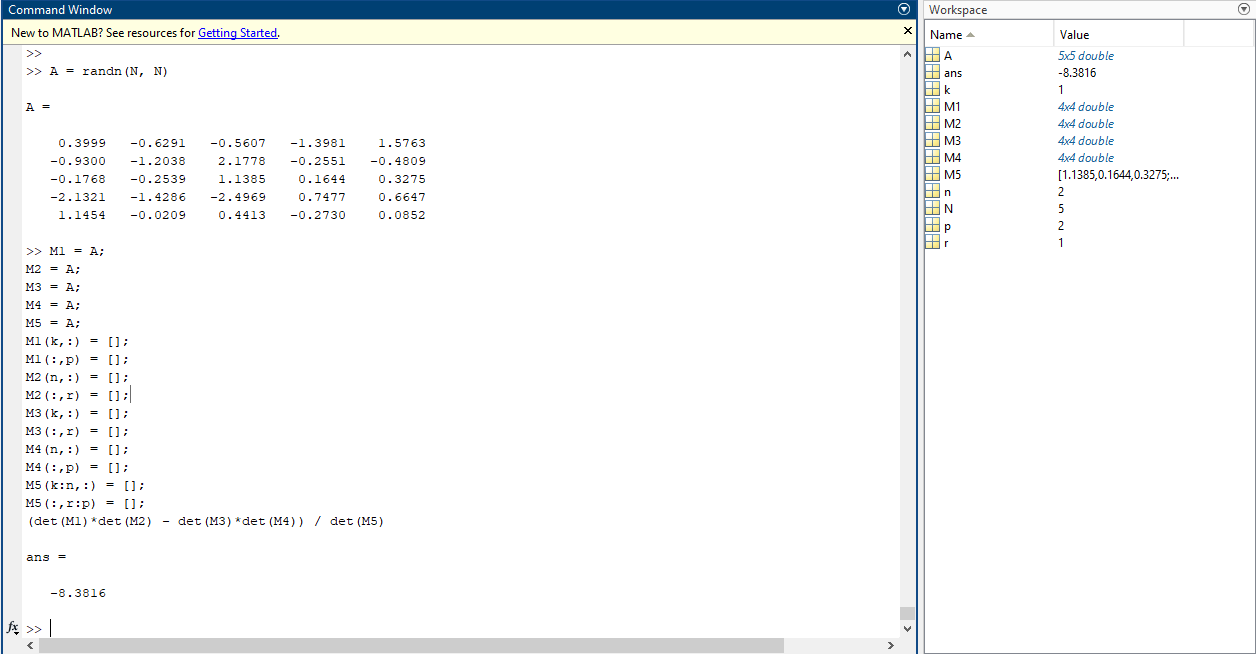 Command Window
New to MATLAB? See resources for Getting Started.
>>
>> A = randn(N, N)
A =
0.3999 -0.6291 -0.5607 -1.3981 1.5763
-0.9300 -1.2038 2.1778 -0.2551 -0.4809
-0.1768 -0.2539 1.1385 0.1644 0.3275
-2.1321 -1.4286 -2.4969 0.7477 0.6647
1.1454 -0.0209 0.4413 -0.2730 0.0852
>> M1 = A;
M2 = A;
M3 = A;
M4 = A;
M5 = A;
M1(k,:) = [];
M1(:,p) = [];
M2(n,:) = [];
M2(:,r) = [];
M3(k,:) = [];
M3(:,r) = [];
M4(n,:) = [];
M4(:,p) = [];
M5(k:n,:) = [];
M5(:,r:p) = [];
(det(M1)*det(M2) - det(M3)*det(M4)) / det(M5)
ans =
-8.3816
fx >>
Workspace
Name Value
A 5x5 double
ans -8.3816
k 1
M1 4x4 double
M2 4x4 double
M3 4x4 double
M4 4x4 double
M5 [1.1385,0.1644,0.3275;...
n 2
N 5
p 2
r 1